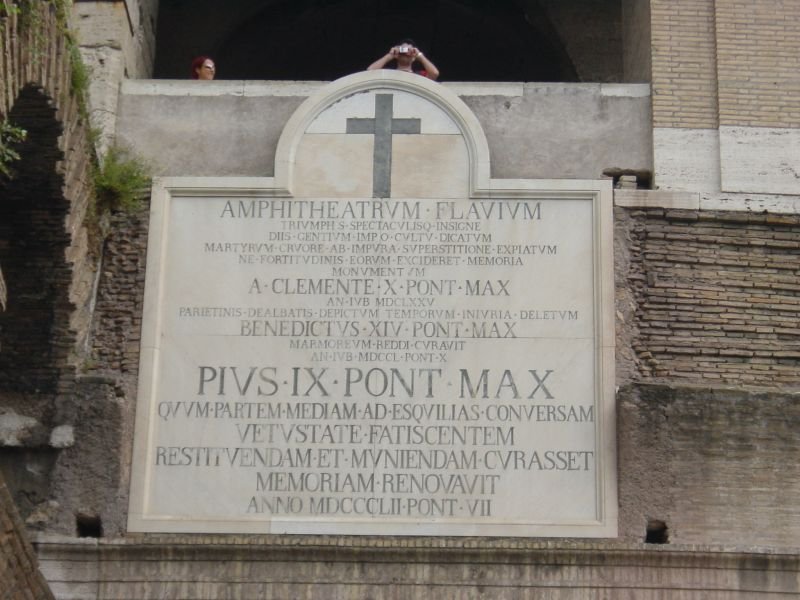 AMPHITHEATRVM · FLAVIVM
TRIVMPHIS · SPECTACVLISQ · INSIGNE
DIIS · GENTIVM · IMPIO · CVLTV · DICATVM
MARTYRVM · CRVORE · AB · IMPVRA · SVPERSTITIONE · EXPIATVM
NE · FORTITVDINIS · EORVM · EXCIDERET · MEMORIA
MONVMENTVM
A · CLEMENTE · X · PONT · MAX
AN · IVB · MDCLXXV
PARIETINIS · DEALBATIS · DEPICTVM · TEMPORVM · INIVRIA · DELETVM
BENEDICTVS · XIV · PONT · MAX
MARMOREVM · REDDI · CVRAVIT
AN · IVB · MDCCL · PONT · X
PIVS · IX · PONT · MAX
QVVM · PARTEM · MEDIAM · AD · ESQVILIAS · CONVERSAM
VETVSTATE · FATISCENTEM
RESTITVENDAM · ET · MVNIENDAM · CVRASSET
MEMORIAM · RENOVAVIT
ANNO MDCCCLII · PONT · VII